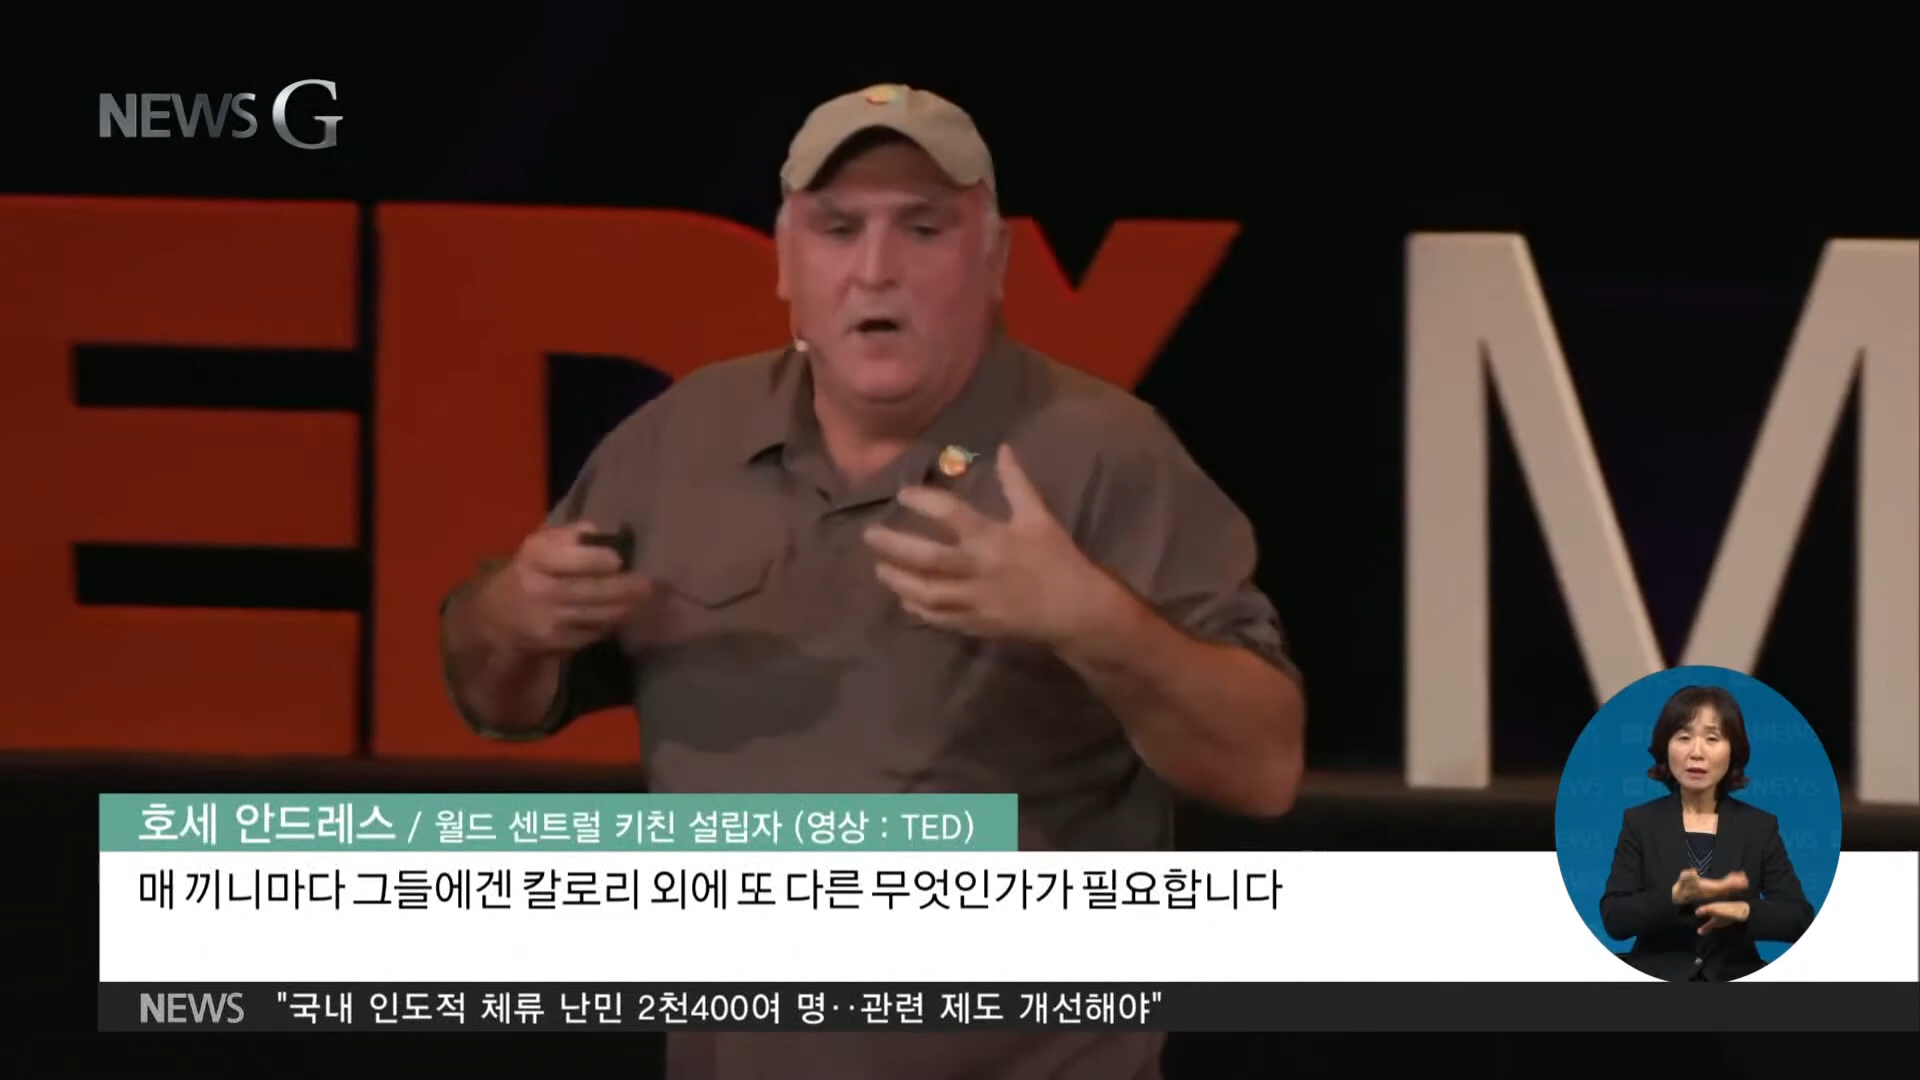 NEWS G
EDx M
호세 안드레스 / 월드 센트럴 키친 설립자 (영상 : TED)
매 끼니마다 그들에겐 칼로리 외에 또 다른 무엇인가가 필요합니다
NEWS "국내 인도적 체류 난민 2천400여 명··관련 제도 개선해야"